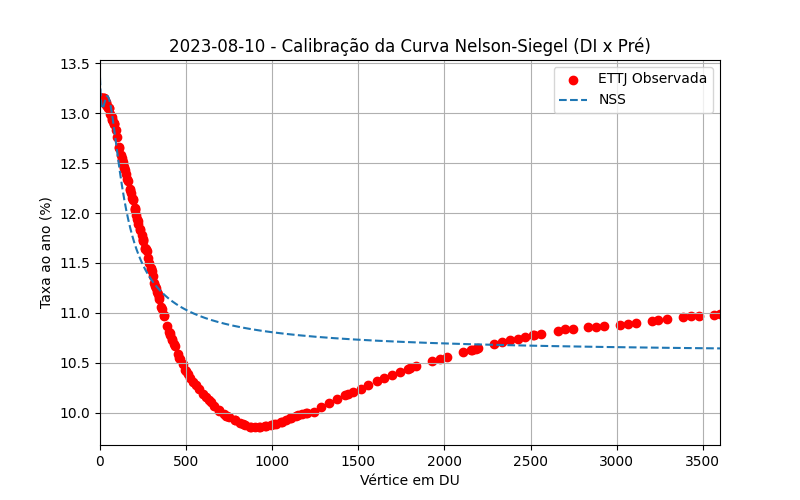 2023-08-10 - Calibração da Curva Nelson-Siegel (DI x Pré)
ETTJ Observada
NSS
Taxa ao ano (%)
13.5
13.0
12.5
12.0
11.5
11.0
10.5
10.0
0 500 1000 1500 2000 2500 3000 3500
Vértice em DU